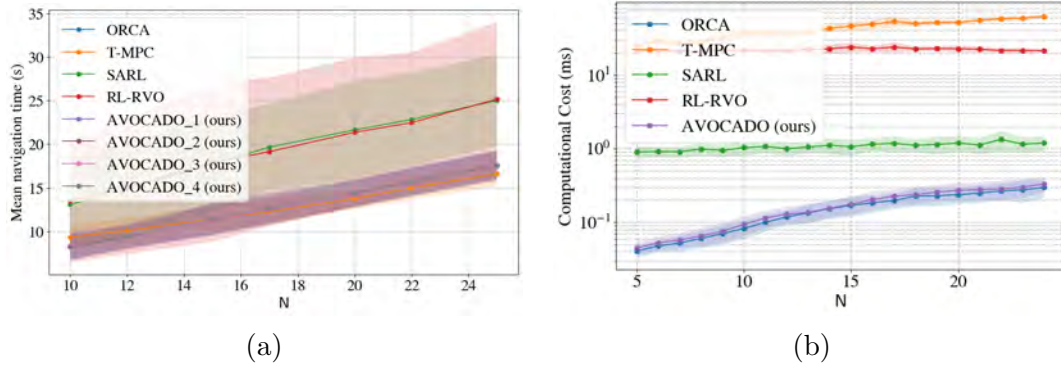 35
30
25
20
15
10
Mean navigation time (s)
ORCA
T-MPC
SARL
RL-RVO
AVOCADO_1 (ours)
AVOCADO_2 (ours)
AVOCADO_3 (ours)
AVOCADO_4 (ours)
10 12 14 16 18 20 22 24
N
(a)
10¹
10⁰
10⁻¹
Computational Cost (ms)
ORCA
T-MPC
SARL
RL-RVO
AVOCADO (ours)
5 10 15 20
N
(b)